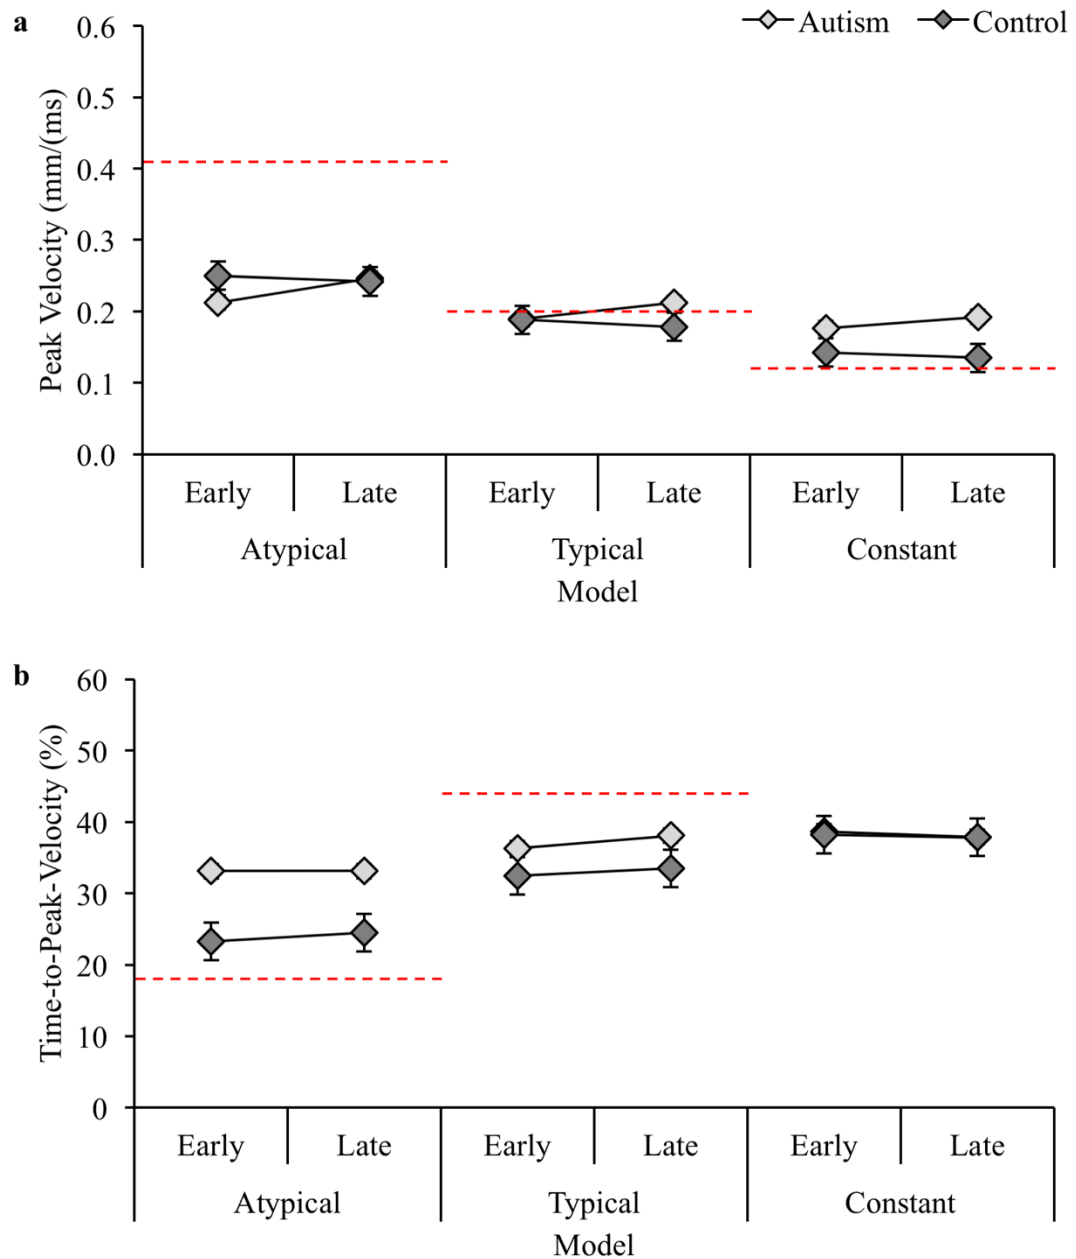 a
Autism
Control
Peak Velocity (mm/(ms)
0.6
0.5
0.4
0.3
0.2
0.1
0.0
Early Late Early Late Early Late
Atypical Typical Constant
Model
b
Time-to-Peak-Velocity (%)
60
50
40
30
20
10
0
Early Late Early Late Early Late
Atypical Typical Constant
Model